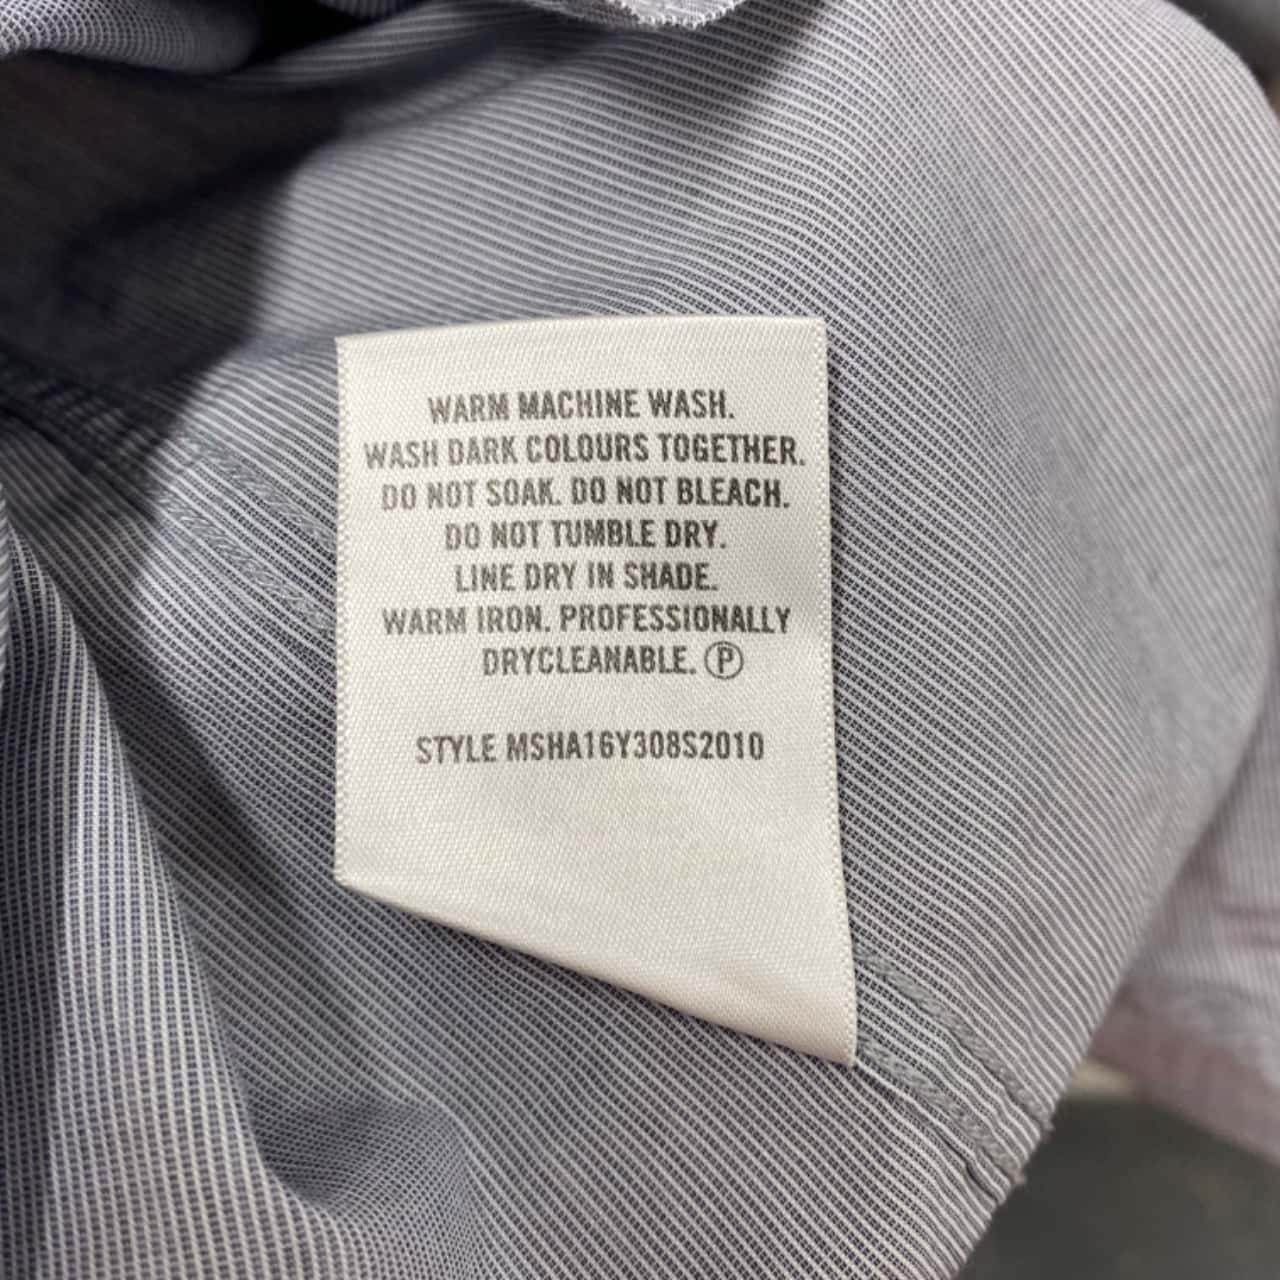 WARM MACHINE WASH.
WASH DARK COLOURS TOGETHER.
DO NOT SOAK. DO NOT BLEACH.
DO NOT TUMBLE DRY.
LINE DRY IN SHADE.
WARM IRON. PROFESSIONALLY
DRYCLEANABLE. Ⓟ
STYLE MSHA16Y308S2010